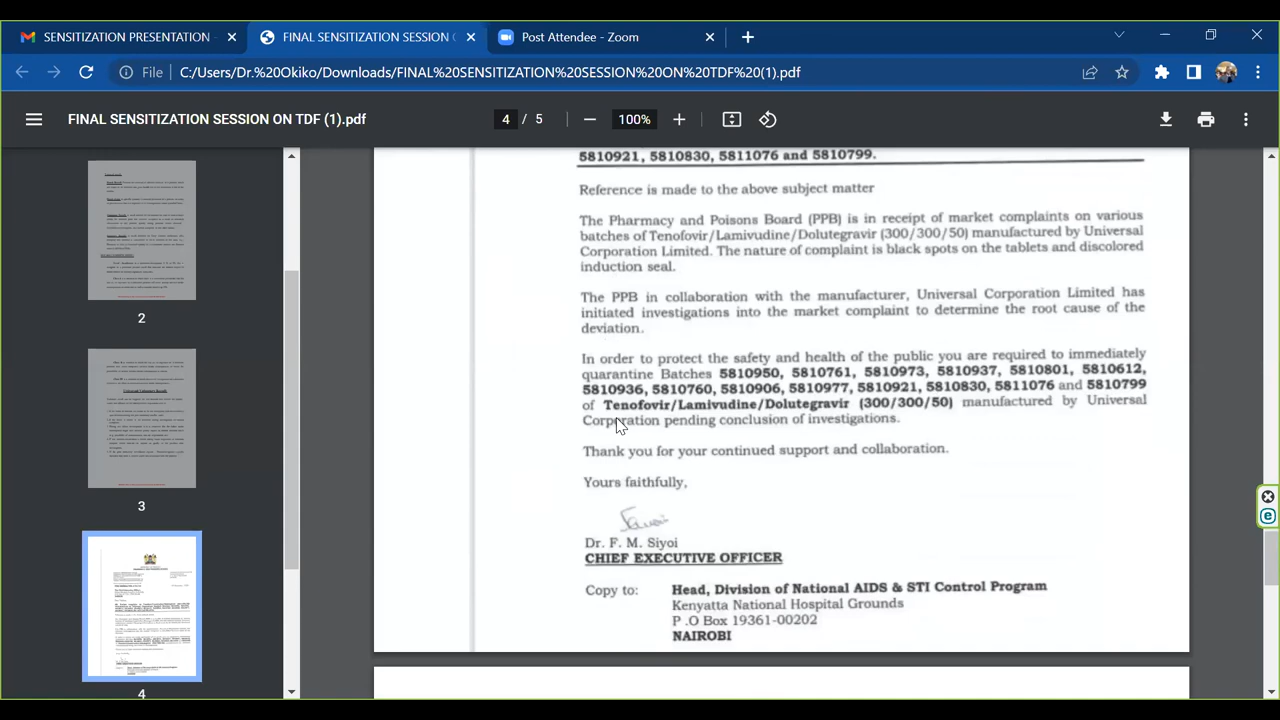 SENSITIZATION PRESENTATION -
FINAL SENSITIZATION SESSION O
Post Attendee - Zoom
File
C:/Users/Dr.%20Okiko/Downloads/FINAL%20SENSITIZATION%20SESSION%20ON%20TDF%20(1).pdf
FINAL SENSITIZATION SESSION ON TDF (1).pdf
4 / 5
100%
2
3
4
5810921, 5810830, 5811076 and 5810799.
Reference is made to the above subject matter
The Pharmacy and Poisons Board (PPB) is in receipt of market complaints on various
batches of Tenofovir/Lamivudine/Dolutegravir (300/300/50) manufactured by Universal
Corporation Limited. The nature of complaint is black spots on the tablets and discolored
induction seal.
The PPB in collaboration with the manufacturer, Universal Corporation Limited has
initiated investigations into the market complaint to determine the root cause of the
deviation.
In order to protect the safety and health of the public you are required to immediately
quarantine Batches 5810950, 5810761, 5810973, 5810937, 5810801, 5810612,
5810936, 5810760, 5810906, 5810977, 5810921, 5810830, 5811076 and 5810799
of Tenofovir/Lamivudine/Dolutegravir (300/300/50) manufactured by Universal
Corporation pending conclusion of investigations.
Thank you for your continued support and collaboration.
Yours faithfully,
Dr. F. M. Siyoi
CHIEF EXECUTIVE OFFICER
Copy to: Head, Division of National AIDS & STI Control Program
Kenyatta National Hospital Grounds
P .O Box 19361-00202
NAIROBI